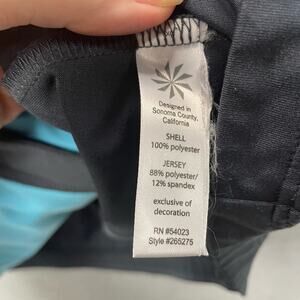 Designed in
Sonoma County,
California
SHELL
100% polyester
JERSEY
88% polyester/
12% spandex
exclusive of
decoration
RN #54023
Style #265275